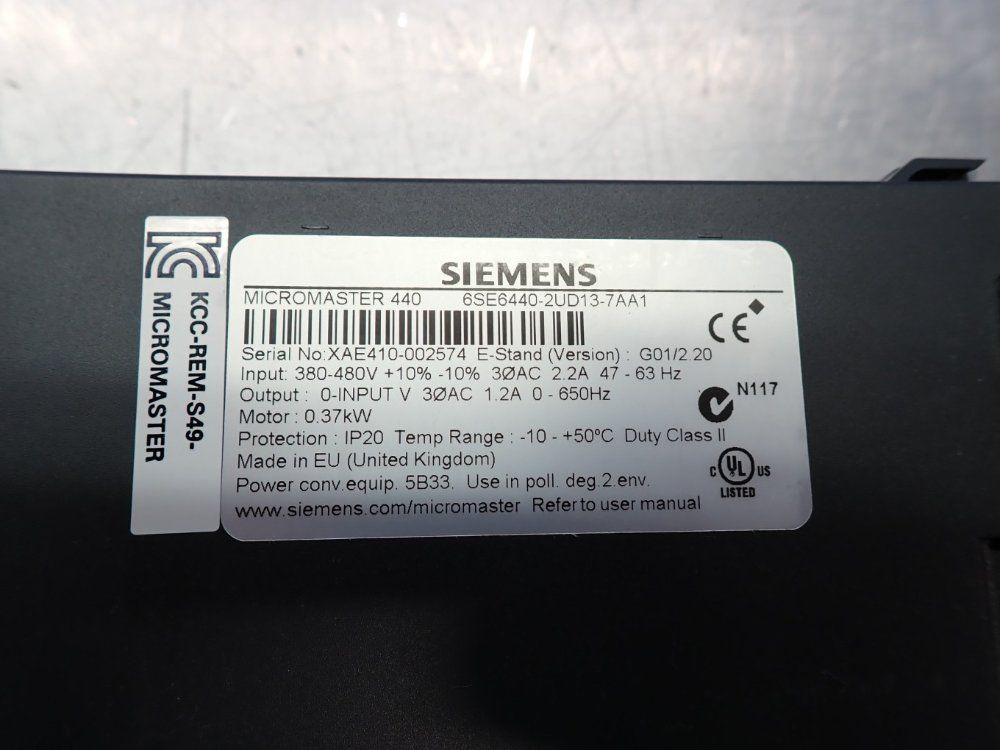 SIEMENS
MICROMASTER 440 6SE6440-2UD13-7AA1
Serial No:XAE410-002574 E-Stand (Version) : G01/2.20
Input: 380-480V +10% -10% 3ØAC 2.2A 47 - 63 Hz
Output : 0-INPUT V 3ØAC 1.2A 0 - 650Hz
Motor : 0.37kW
Protection : IP20 Temp Range : -10 - +50ºC Duty Class II
Made in EU (United Kingdom)
Power conv.equip. 5B33. Use in poll. deg.2.env.
www.siemens.com/micromaster Refer to user manual
CE
N117
C UL US
LISTED
KCC-REM-S49-
MICROMASTER